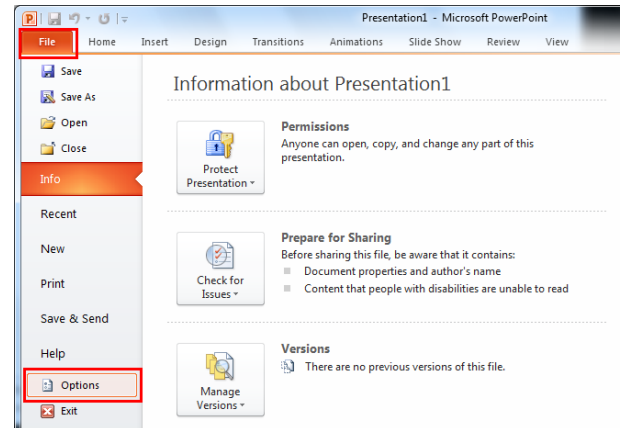 Presentation1 - Microsoft PowerPoint
File Home Insert Design Transitions Animations Slide Show Review View
Save
Save As
Open
Close
Info
Recent
New
Print
Save & Send
Help
Options
Exit
Information about Presentation1
Protect
Presentation
Permissions
Anyone can open, copy, and change any part of this
presentation.
Check for
Issues
Prepare for Sharing
Before sharing this file, be aware that it contains:
Document properties and author's name
Content that people with disabilities are unable to read
Manage
Versions
Versions
There are no previous versions of this file.